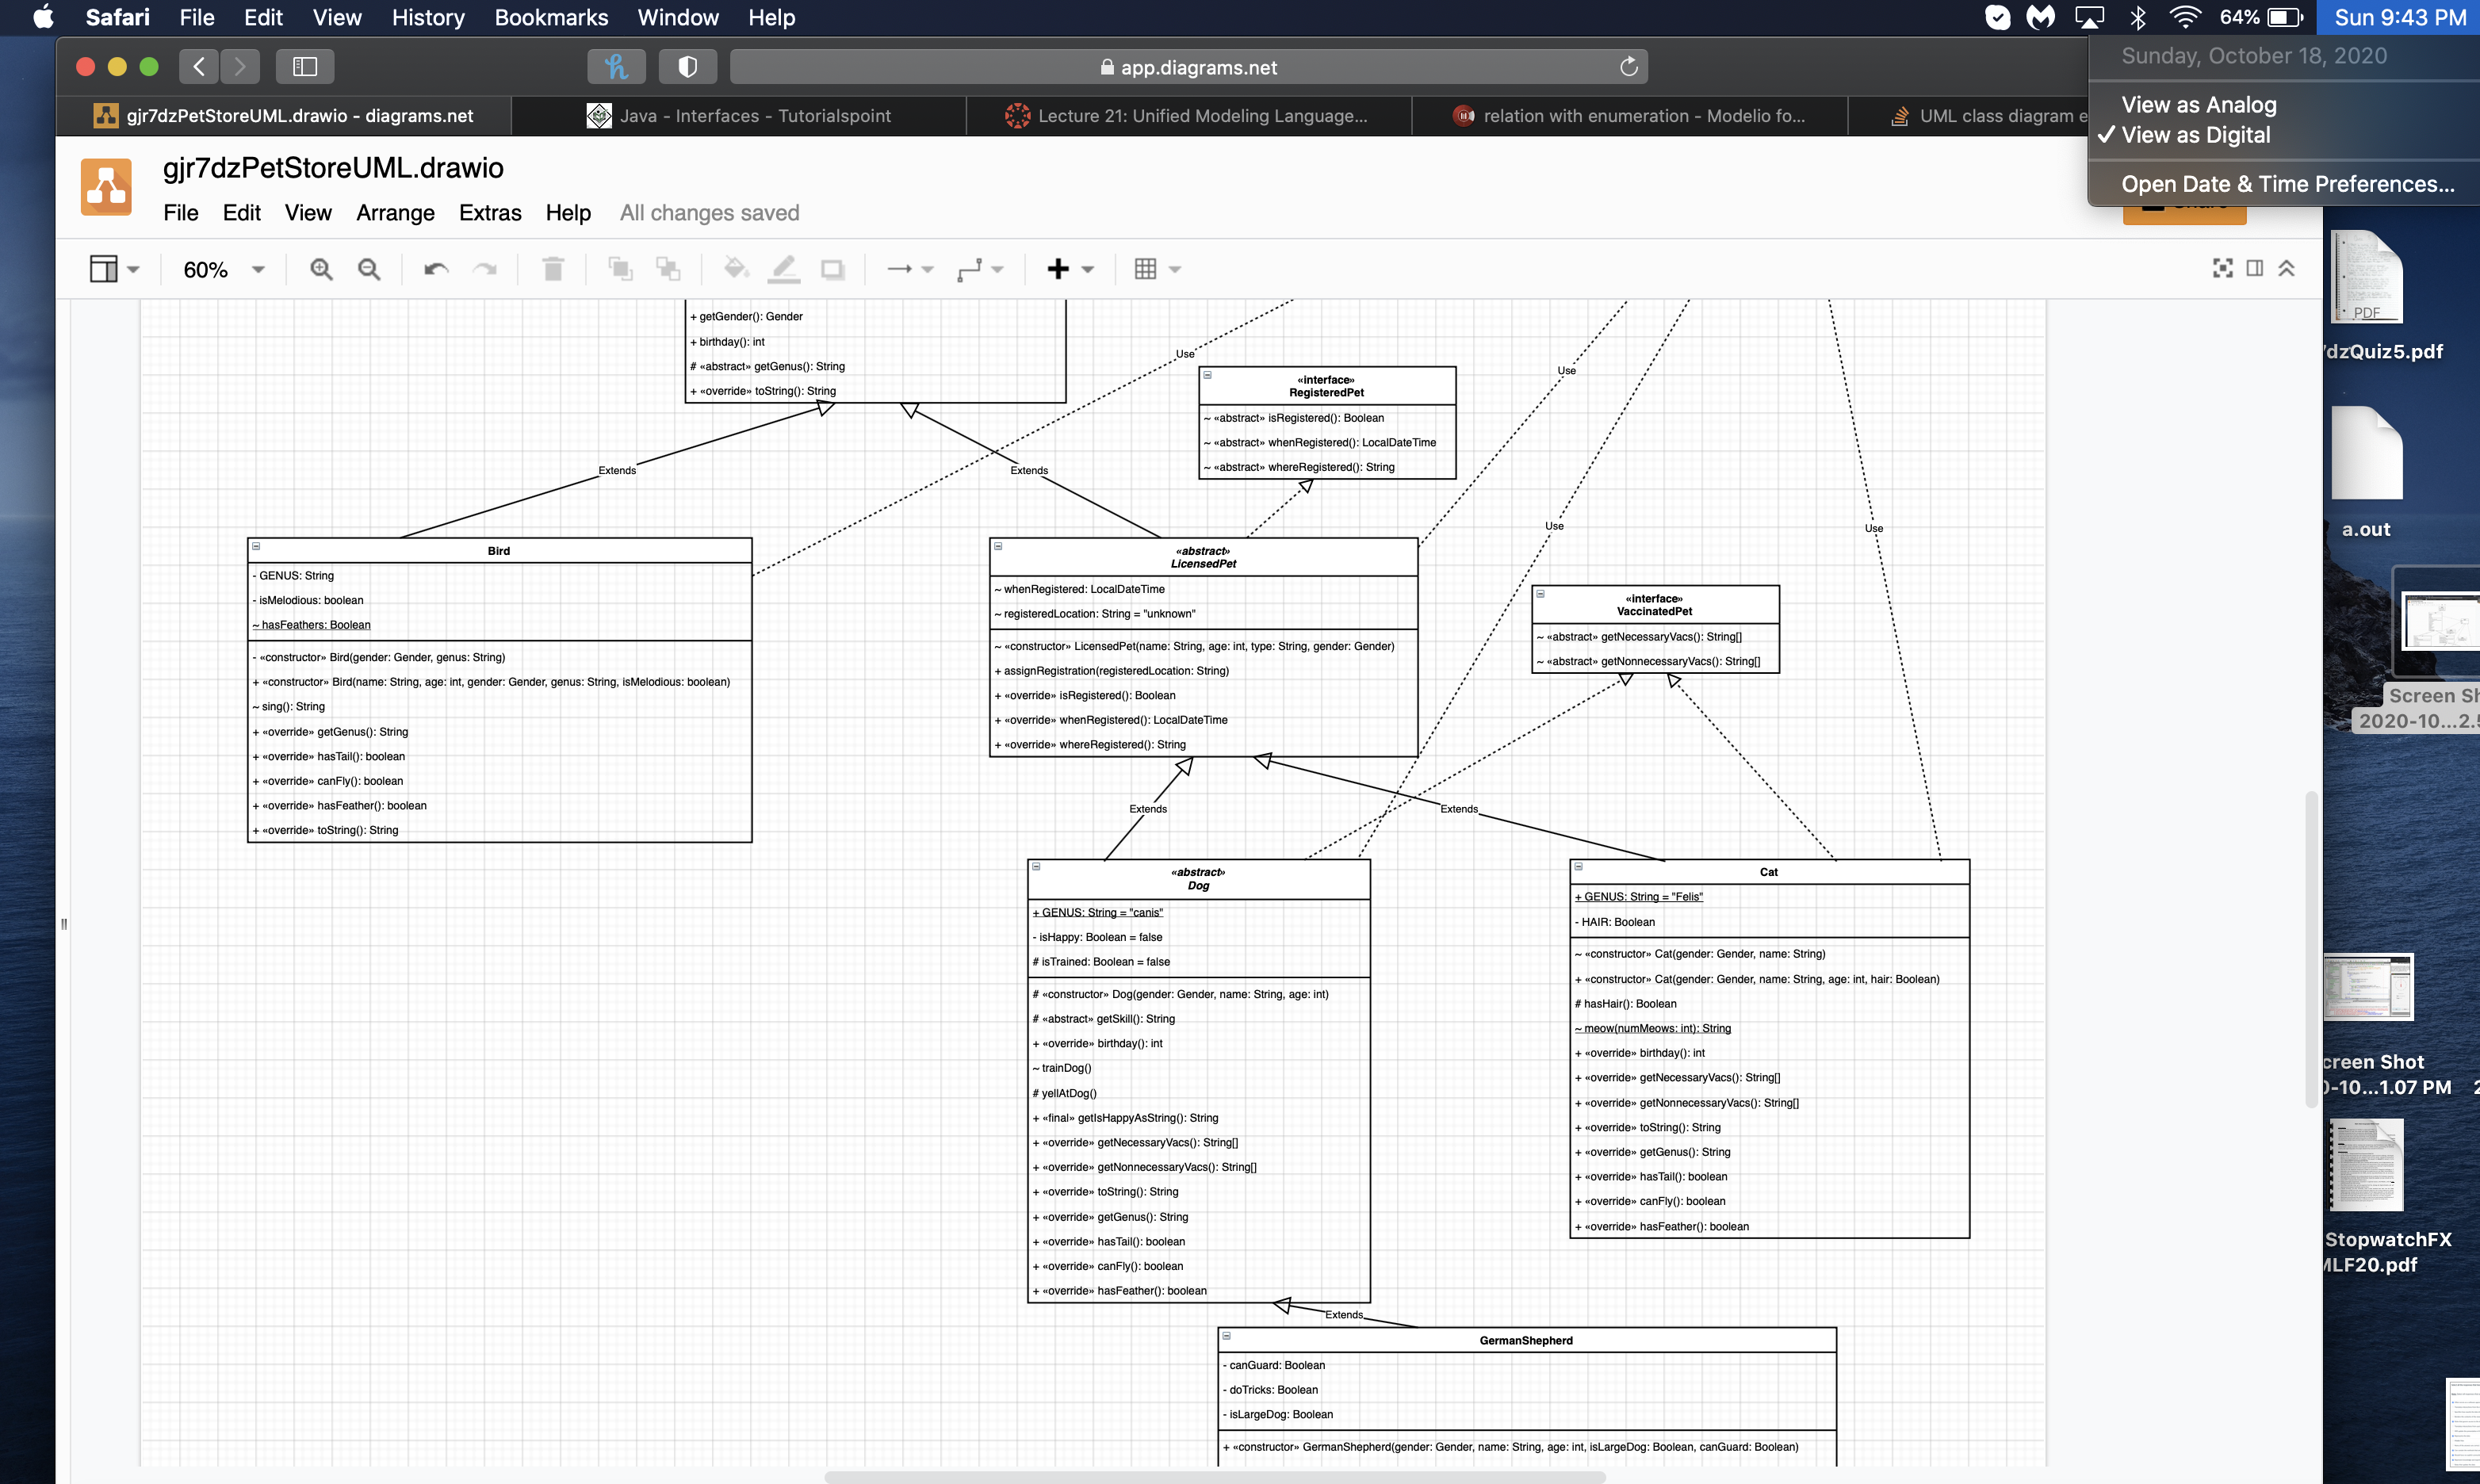 Safari File Edit View History Bookmarks Window Help 64% Sun 9:43 PM
Sunday, October 18, 2020
View as Analog
✓ View as Digital
Open Date & Time Preferences...
app.diagrams.net
gjr7dzPetStoreUML.drawio - diagrams.net
Java - Interfaces - Tutorialspoint
Lecture 21: Unified Modeling Language...
relation with enumeration - Modelio fo...
UML class diagram e
gjr7dzPetStoreUML.drawio
File Edit View Arrange Extras Help All changes saved
60%
+ getGender(): Gender
+ birthday(): int
# «abstract» getGenus(): String
+ «override» toString(): String
Use
Use
Use
Use
Extends
Extends
«interface»
RegisteredPet
~ «abstract» isRegistered(): Boolean
~ «abstract» whenRegistered(): LocalDateTime
~ «abstract» whereRegistered(): String
Bird
- GENUS: String
- isMelodious: boolean
~ hasFeathers: Boolean
- «constructor» Bird(gender: Gender, genus: String)
+ «constructor» Bird(name: String, age: int, gender: Gender, genus: String, isMelodious: boolean)
~ sing(): String
+ «override» getGenus(): String
+ «override» hasTail(): boolean
+ «override» canFly(): boolean
+ «override» hasFeather(): boolean
+ «override» toString(): String
«abstract»
LicensedPet
~ whenRegistered: LocalDateTime
~ registeredLocation: String = "unknown"
~ «constructor» LicensedPet(name: String, age: int, type: String, gender: Gender)
+ assignRegistration(registeredLocation: String)
+ «override» isRegistered(): Boolean
+ «override» whenRegistered(): LocalDateTime
+ «override» whereRegistered(): String
«interface»
VaccinatedPet
~ «abstract» getNecessaryVacs(): String[]
~ «abstract» getNonnecessaryVacs(): String[]
Extends
Extends
«abstract»
Dog
+ GENUS: String = "canis"
- isHappy: Boolean = false
# isTrained: Boolean = false
# «constructor» Dog(gender: Gender, name: String, age: int)
# «abstract» getSkill(): String
+ «override» birthday(): int
~ trainDog()
# yellAtDog()
+ «final» getIsHappyAsString(): String
+ «override» getNecessaryVacs(): String[]
+ «override» getNonnecessaryVacs(): String[]
+ «override» toString(): String
+ «override» getGenus(): String
+ «override» hasTail(): boolean
+ «override» canFly(): boolean
+ «override» hasFeather(): boolean
Cat
+ GENUS: String = "Felis"
- HAIR: Boolean
~ «constructor» Cat(gender: Gender, name: String)
+ «constructor» Cat(gender: Gender, name: String, age: int, hair: Boolean)
# hasHair(): Boolean
~ meow(numMeows: int): String
+ «override» birthday(): int
+ «override» getNecessaryVacs(): String[]
+ «override» getNonnecessaryVacs(): String[]
+ «override» toString(): String
+ «override» getGenus(): String
+ «override» hasTail(): boolean
+ «override» canFly(): boolean
+ «override» hasFeather(): boolean
Extends
GermanShepherd
- canGuard: Boolean
- doTricks: Boolean
- isLargeDog: Boolean
+ «constructor» GermanShepherd(gender: Gender, name: String, age: int, isLargeDog: Boolean, canGuard: Boolean)
PDF
7dzQuiz5.pdf
a.out
Screen Sh
2020-10...2.5
creen Shot
0-10...1.07 PM
StopwatchFX
MLF20.pdf